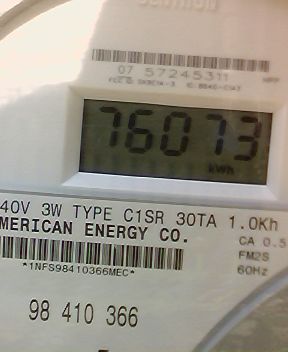 07 57245311
76073
kWh
40V 3W TYPE C1SR 30TA 1.0Kh
MERICAN ENERGY CO.
CA 0.5
FM2S
*1NFS98410366MEC*
60Hz
98 410 366